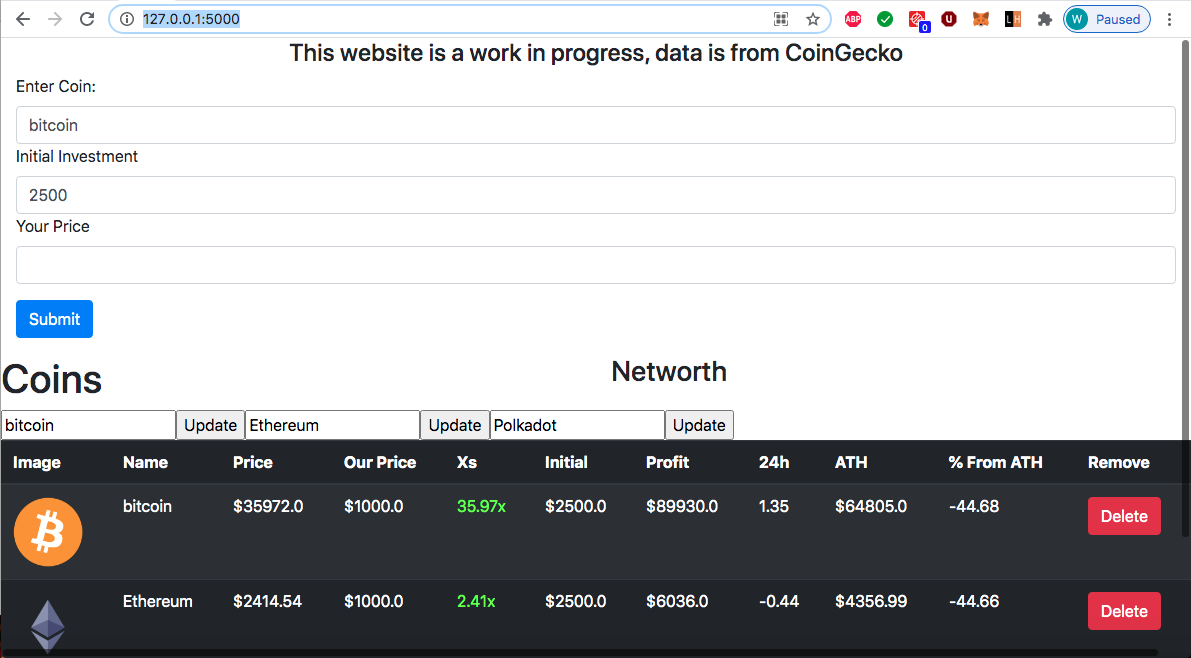 127.0.0.1:5000
ABP
0
U
LH
W Paused
This website is a work in progress, data is from CoinGecko
Enter Coin:
bitcoin
Initial Investment
2500
Your Price
Submit
Coins
Networth
bitcoin Update Ethereum Update Polkadot Update
Image Name Price Our Price Xs Initial Profit 24h ATH % From ATH Remove
bitcoin $35972.0 $1000.0 35.97x $2500.0 $89930.0 1.35 $64805.0 -44.68 Delete
Ethereum $2414.54 $1000.0 2.41x $2500.0 $6036.0 -0.44 $4356.99 -44.66 Delete